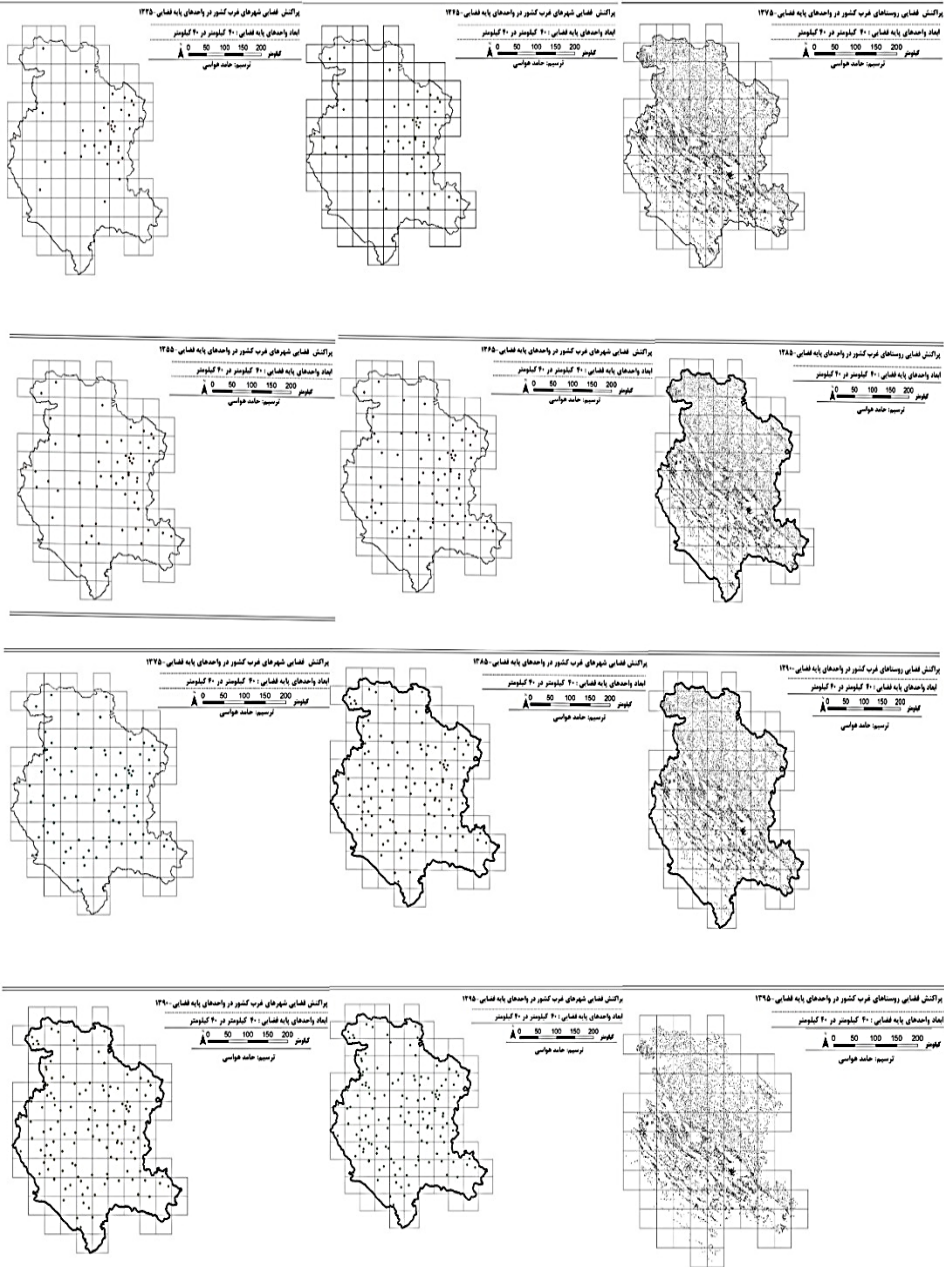 پراکنش فضایی شهرهای غرب کشور در واحدهای پایه فضایی-۱۳۳۵
ابعاد واحدهای پایه فضایی: ۴۰ کیلومتر در ۴۰ کیلومتر
0 50 100 150 200 کیلومتر
ترسیم: حامد هواسی
پراکنش فضایی شهرهای غرب کشور در واحدهای پایه فضایی-۱۳۴۵
ابعاد واحدهای پایه فضایی: ۴۰ کیلومتر در ۴۰ کیلومتر
0 50 100 150 200 کیلومتر
ترسیم: حامد هواسی
پراکنش فضایی روستاهای غرب کشور در واحدهای پایه فضایی-۱۳۷۵
ابعاد واحدهای پایه فضایی: ۴۰ کیلومتر در ۴۰ کیلومتر
0 50 100 150 200 کیلومتر
ترسیم: حامد هواسی
پراکنش فضایی شهرهای غرب کشور در واحدهای پایه فضایی-۱۳۵۵
ابعاد واحدهای پایه فضایی: ۴۰ کیلومتر در ۴۰ کیلومتر
0 50 100 150 200 کیلومتر
ترسیم: حامد هواسی
پراکنش فضایی شهرهای غرب کشور در واحدهای پایه فضایی-۱۳۶۵
ابعاد واحدهای پایه فضایی: ۴۰ کیلومتر در ۴۰ کیلومتر
0 50 100 150 200 کیلومتر
ترسیم: حامد هواسی
پراکنش فضایی روستاهای غرب کشور در واحدهای پایه فضایی-۱۳۸۵
ابعاد واحدهای پایه فضایی: ۴۰ کیلومتر در ۴۰ کیلومتر
0 50 100 150 200 کیلومتر
ترسیم: حامد هواسی
پراکنش فضایی شهرهای غرب کشور در واحدهای پایه فضایی-۱۳۷۵
ابعاد واحدهای پایه فضایی: ۴۰ کیلومتر در ۴۰ کیلومتر
0 50 100 150 200 کیلومتر
ترسیم: حامد هواسی
پراکنش فضایی شهرهای غرب کشور در واحدهای پایه فضایی-۱۳۸۵
ابعاد واحدهای پایه فضایی: ۴۰ کیلومتر در ۴۰ کیلومتر
0 50 100 150 200 کیلومتر
ترسیم: حامد هواسی
پراکنش فضایی روستاهای غرب کشور در واحدهای پایه فضایی-۱۳۹۰
ابعاد واحدهای پایه فضایی: ۴۰ کیلومتر در ۴۰ کیلومتر
0 50 100 150 200 کیلومتر
ترسیم: حامد هواسی
پراکنش فضایی شهرهای غرب کشور در واحدهای پایه فضایی-۱۳۹۰
ابعاد واحدهای پایه فضایی: ۴۰ کیلومتر در ۴۰ کیلومتر
0 50 100 150 200 کیلومتر
ترسیم: حامد هواسی
پراکنش فضایی شهرهای غرب کشور در واحدهای پایه فضایی-۱۳۹۵
ابعاد واحدهای پایه فضایی: ۴۰ کیلومتر در ۴۰ کیلومتر
0 50 100 150 200 کیلومتر
ترسیم: حامد هواسی
پراکنش فضایی روستاهای غرب کشور در واحدهای پایه فضایی-۱۳۹۵
ابعاد واحدهای پایه فضایی: ۴۰ کیلومتر در ۴۰ کیلومتر
0 50 100 150 200 کیلومتر
ترسیم: حامد هواسی